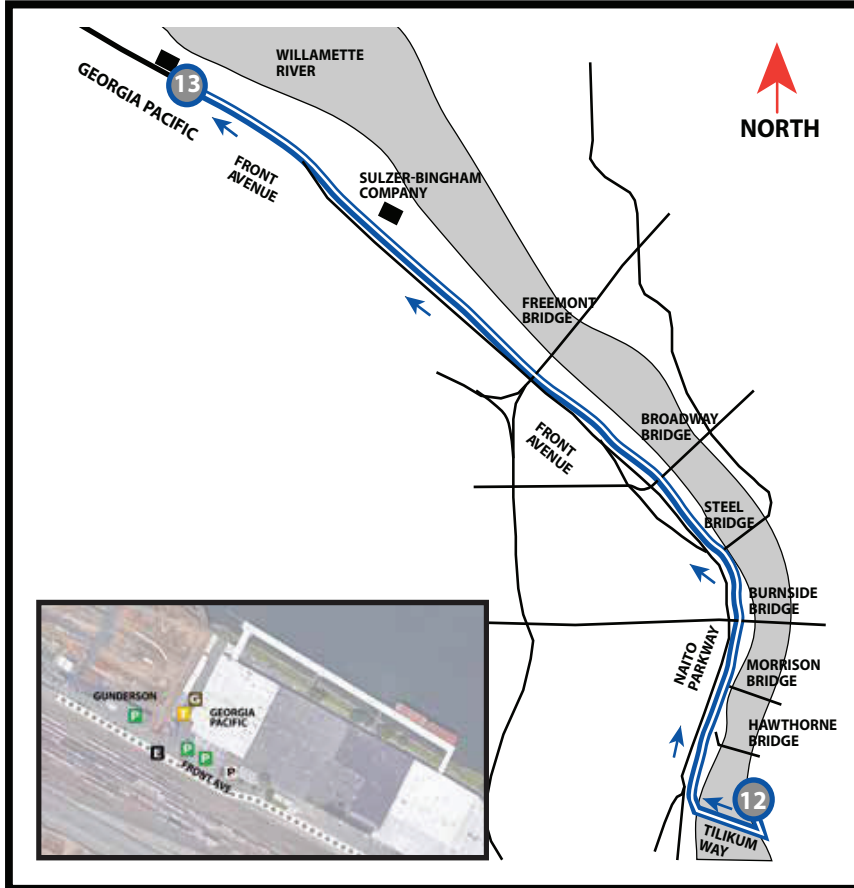 WILLAMETTE
RIVER
NORTH
13
GEORGIA PACIFIC
FRONT
AVENUE
SULZER-BINGHAM
COMPANY
FREEMONT
BRIDGE
BROADWAY
BRIDGE
FRONT
AVENUE
STEEL
BRIDGE
BURNSIDE
BRIDGE
NAITO
PARKWAY
MORRISON
BRIDGE
HAWTHORNE
BRIDGE
12
TILIKUM
WAY
GUNDERSON
P
G
T
GEORGIA
PACIFIC
E
P
P
P
FRONT AVE